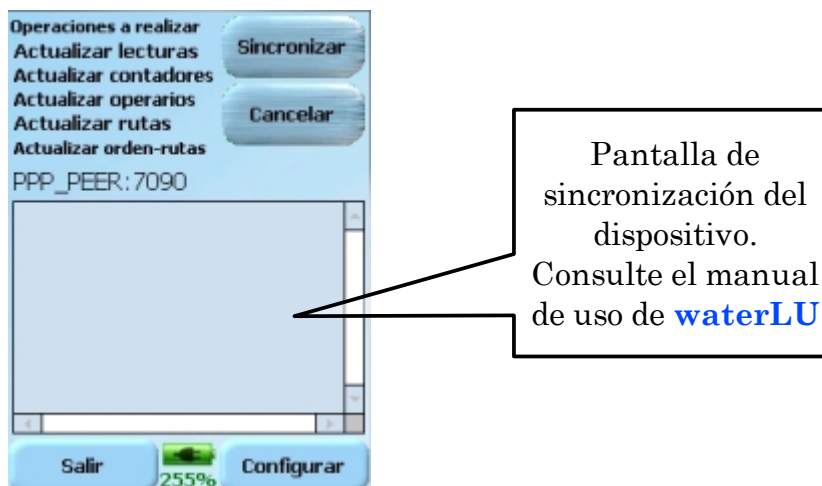 Operaciones a realizar
Actualizar lecturas
Actualizar contadores
Actualizar operarios
Actualizar rutas
Actualizar orden-rutas
Sincronizar
Cancelar
PPP_PEER:7090
Salir
255%
Configurar
Pantalla de
sincronización del
dispositivo.
Consulte el manual
de uso de waterLU